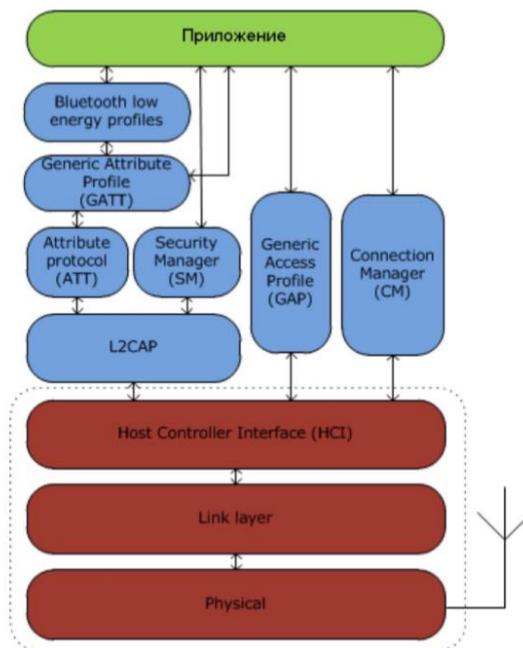 Приложение
Bluetooth low
energy profiles
Generic Attribute
Profile
(GATT)
Attribute
protocol
(ATT)
Security
Manager
(SM)
Generic
Access
Profile
(GAP)
Connection
Manager
(CM)
L2CAP
Host Controller Interface (HCI)
Link layer
Physical